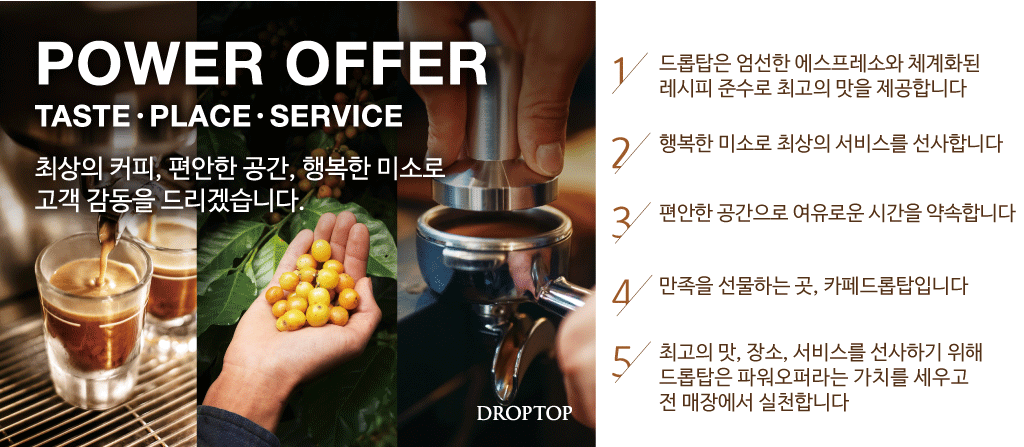 POWER OFFER
TASTE · PLACE · SERVICE
최상의 커피, 편안한 공간, 행복한 미소로
고객 감동을 드리겠습니다.
DROPTOP
1 드롭탑은 엄선한 에스프레소와 체계화된
레시피 준수로 최고의 맛을 제공합니다
2 행복한 미소로 최상의 서비스를 선사합니다
3 편안한 공간으로 여유로운 시간을 약속합니다
4 만족을 선물하는 곳, 카페드롭탑입니다
5 최고의 맛, 장소, 서비스를 선사하기 위해
드롭탑은 파워오퍼라는 가치를 세우고
전 매장에서 실천합니다